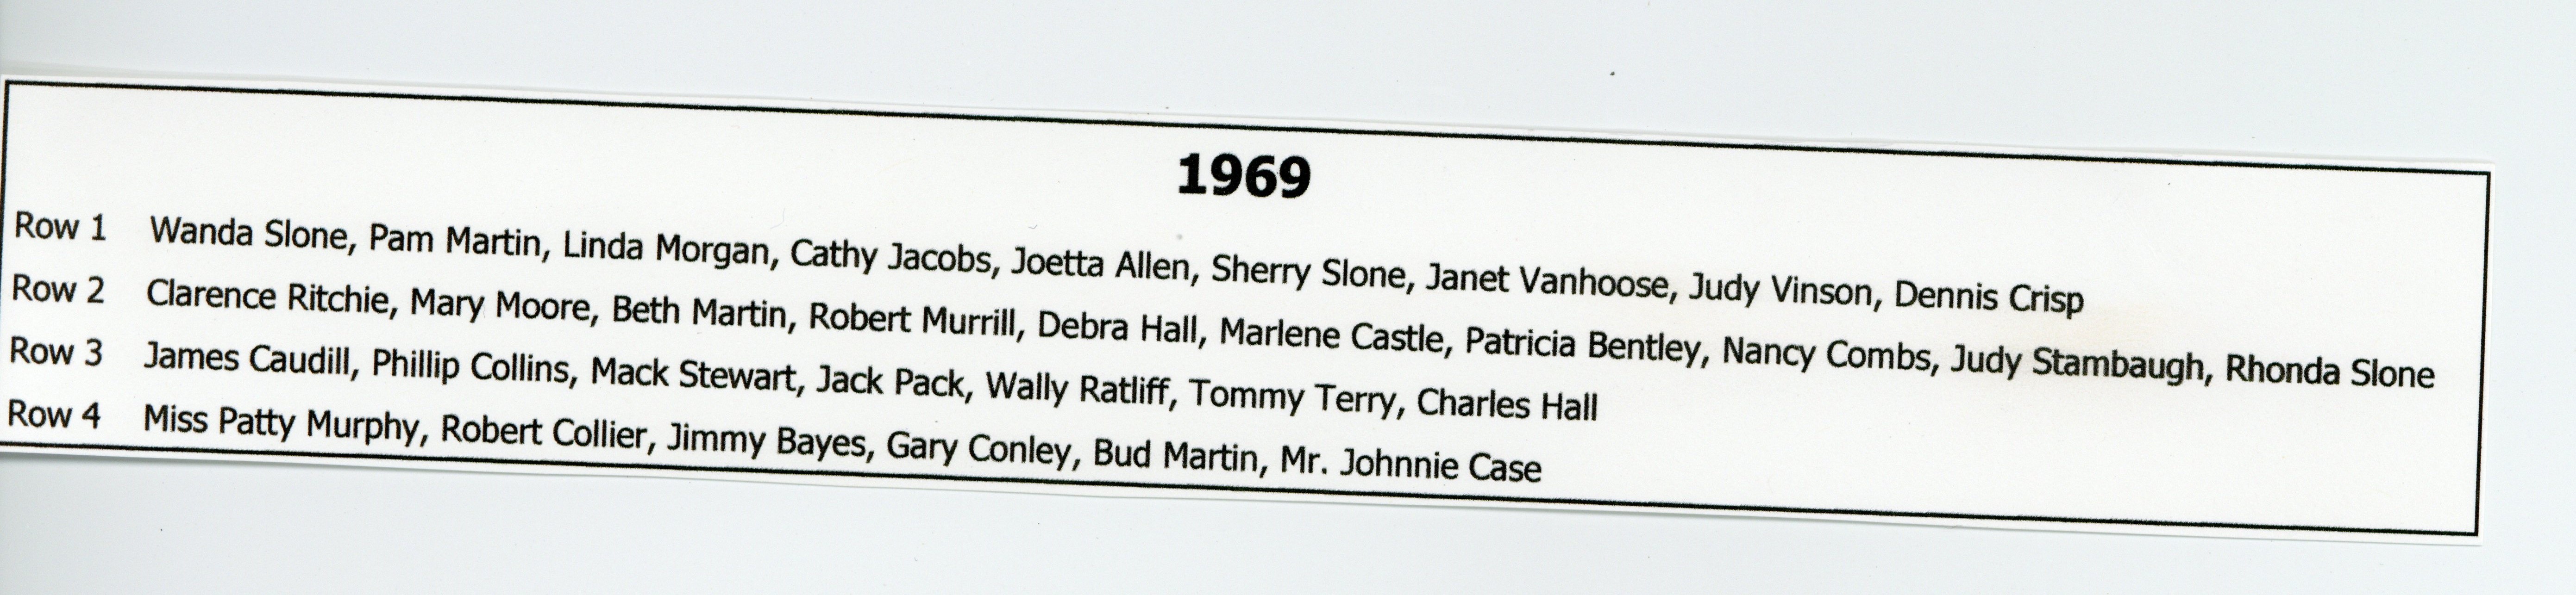 1969
Row 1 Wanda Slone, Pam Martin, Linda Morgan, Cathy Jacobs, Joetta Allen, Sherry Slone, Janet Vanhoose, Judy Vinson, Dennis Crisp
Row 2 Clarence Ritchie, Mary Moore, Beth Martin, Robert Murrill, Debra Hall, Marlene Castle, Patricia Bentley, Nancy Combs, Judy Stambaugh, Rhonda Slone
Row 3 James Caudill, Phillip Collins, Mack Stewart, Jack Pack, Wally Ratliff, Tommy Terry, Charles Hall
Row 4 Miss Patty Murphy, Robert Collier, Jimmy Bayes, Gary Conley, Bud Martin, Mr. Johnnie Case